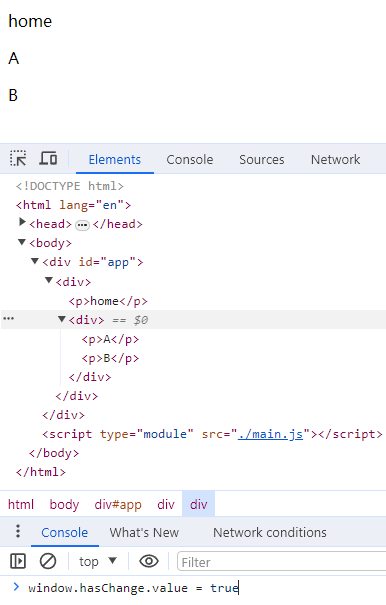 home
A
B
Elements Console Sources Network
<!DOCTYPE html>
<html lang="en">
<head> ⋯ </head>
<body>
<div id="app">
<div>
<p>home</p>
<div> == $0
<p>A</p>
<p>B</p>
</div>
</div>
</div>
<script type="module" src="./main.js"></script>
</body>
</html>
html body div#app div div
Console What's New Network conditions
top Filter
window.hasChange.value = true